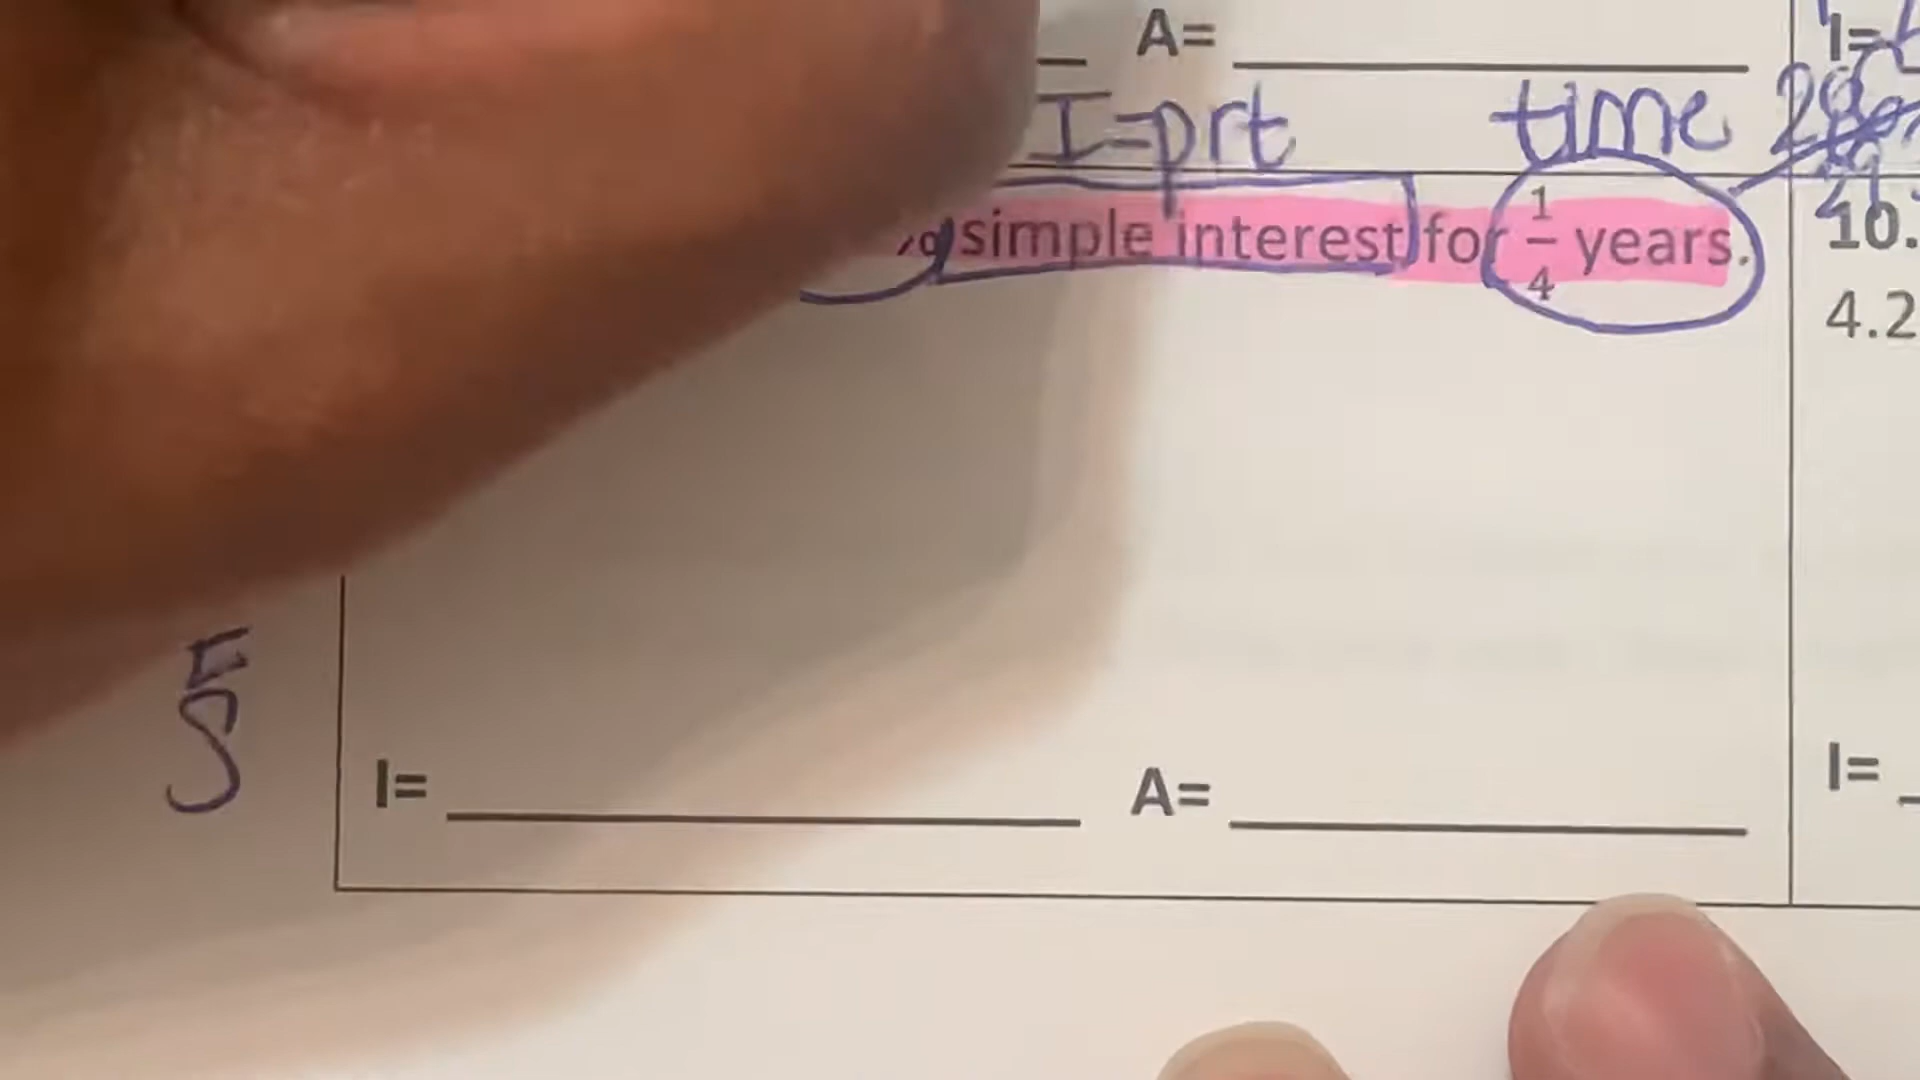 A= I=
I=prt time
simple interest for 1/4 years. 10.
4.2
5
I= A= I=